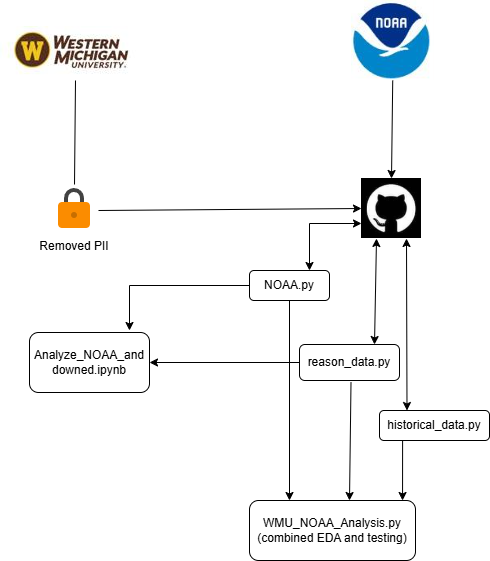 WESTERN
MICHIGAN
UNIVERSITY.
NOAA
Removed PII
NOAA.py
Analyze_NOAA_and
downed.ipynb
reason_data.py
historical_data.py
WMU_NOAA_Analysis.py
(combined EDA and testing)